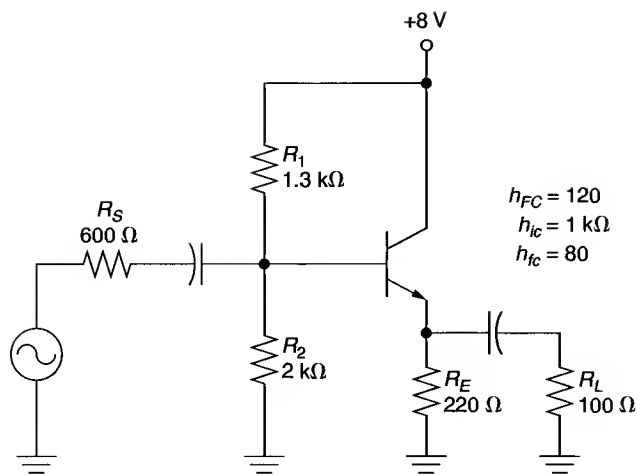 +8 V
R₁
1.3 kΩ
R_S
600 Ω
h_FC = 120
h_ic = 1 kΩ
h_fc = 80
R₂
2 kΩ
R_E
220 Ω
R_L
100 Ω